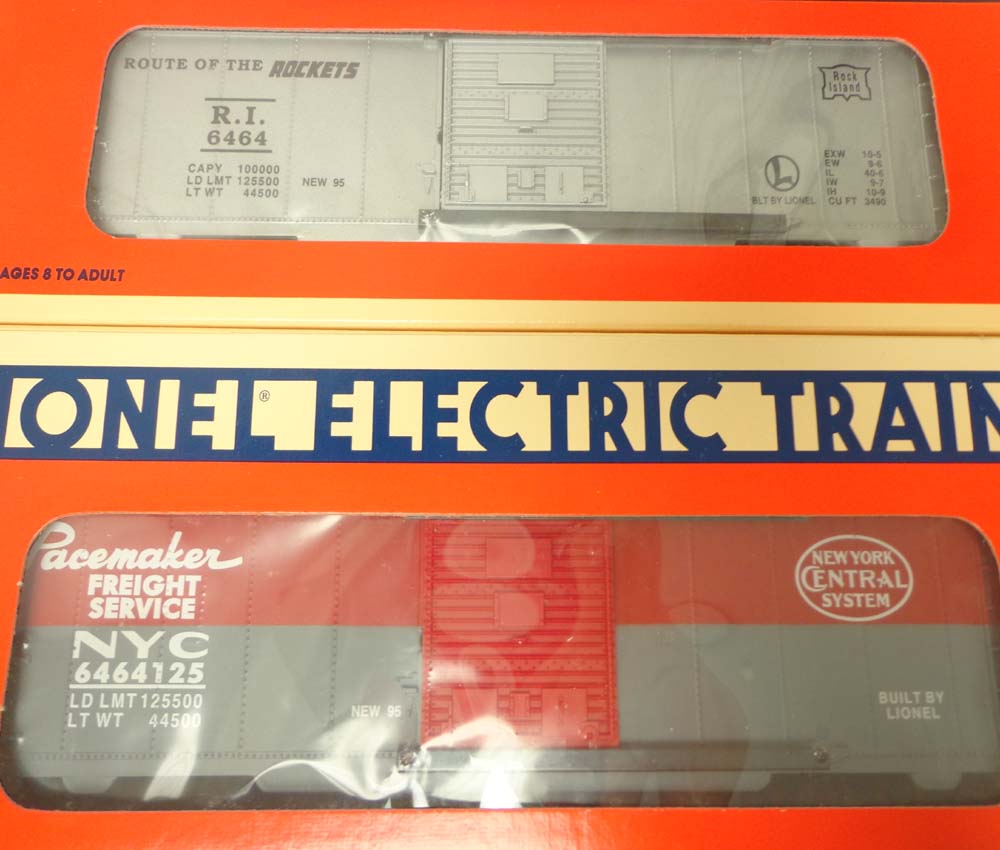 ROUTE OF THE ROCKETS
R.I.
6464
CAPY 100000
LD LMT 125500
LT WT 44500
NEW 95
Rock
Island
L
BLT BY LIONEL
EXW 10-5
EW 9-6
IL 40-6
IW 9-7
IH 10-9
CU FT 3490
AGES 8 TO ADULT
IONEL® ELECTRIC TRAIN
Pacemaker
FREIGHT
SERVICE
NYC
6464125
LD LMT 125500
LT WT 44500
NEW 95
NEW YORK
CENTRAL
SYSTEM
BUILT BY
LIONEL